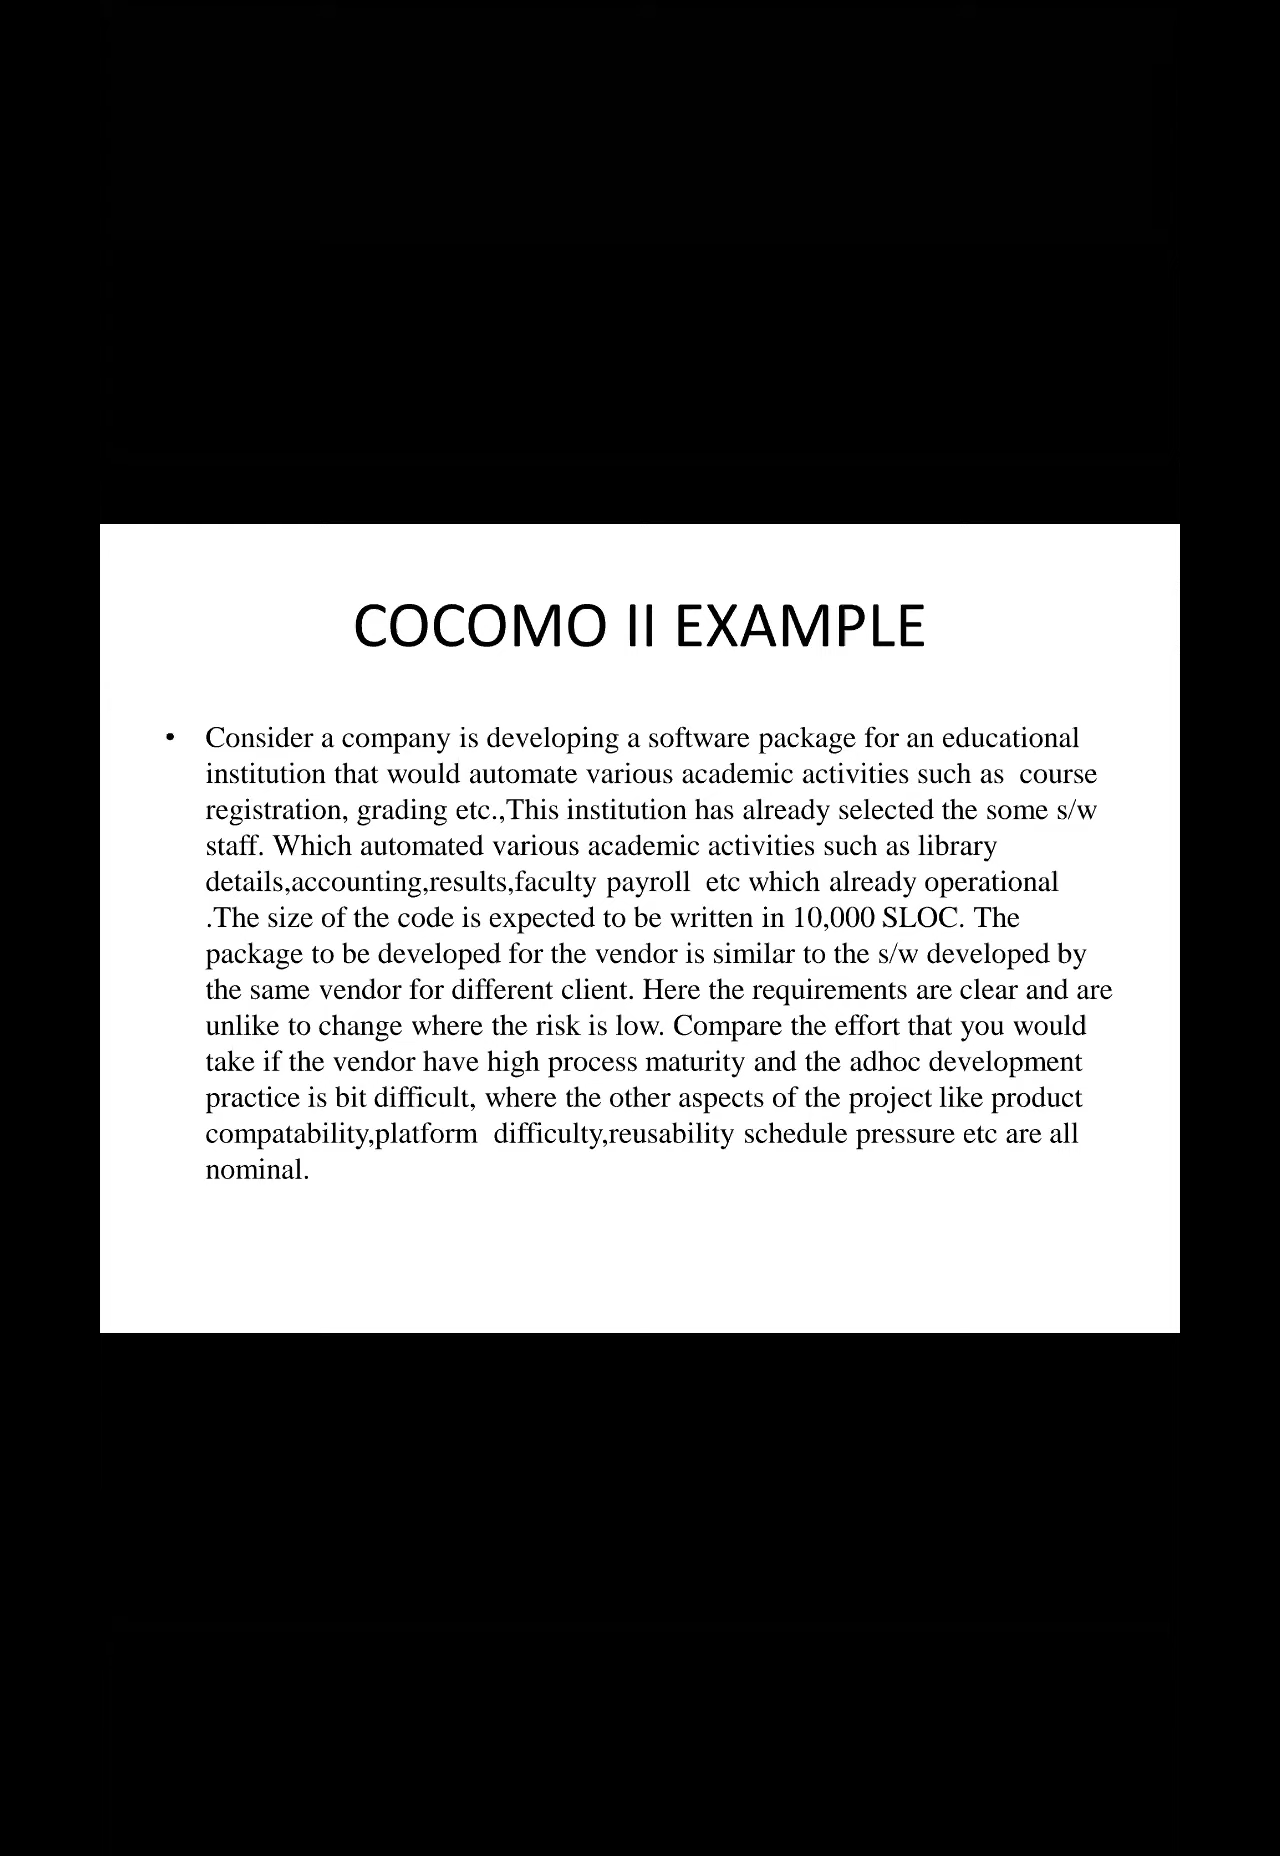 COCOMO II EXAMPLE
• Consider a company is developing a software package for an educational
institution that would automate various academic activities such as  course
registration, grading etc.,This institution has already selected the some s/w
staff. Which automated various academic activities such as library
details,accounting,results,faculty payroll  etc which already operational
.The size of the code is expected to be written in 10,000 SLOC. The
package to be developed for the vendor is similar to the s/w developed by
the same vendor for different client. Here the requirements are clear and are
unlike to change where the risk is low. Compare the effort that you would
take if the vendor have high process maturity and the adhoc development
practice is bit difficult, where the other aspects of the project like product
compatability,platform  difficulty,reusability schedule pressure etc are all
nominal.